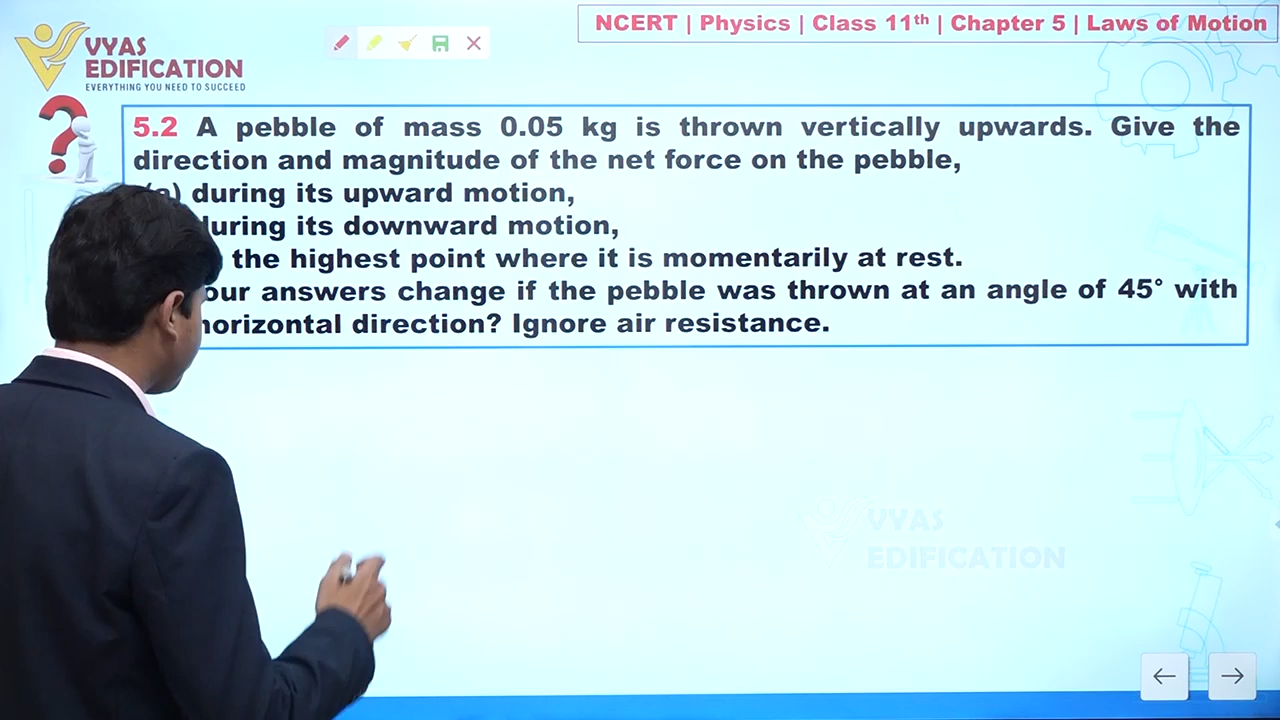 NCERT | Physics | Class 11th | Chapter 5 | Laws of Motion
VYAS
EDIFICATION
EVERYTHING YOU NEED TO SUCCEED
5.2 A pebble of mass 0.05 kg is thrown vertically upwards. Give the
direction and magnitude of the net force on the pebble,
(a) during its upward motion,
during its downward motion,
the highest point where it is momentarily at rest.
our answers change if the pebble was thrown at an angle of 45° with
horizontal direction? Ignore air resistance.
VYAS
EDIFICATION